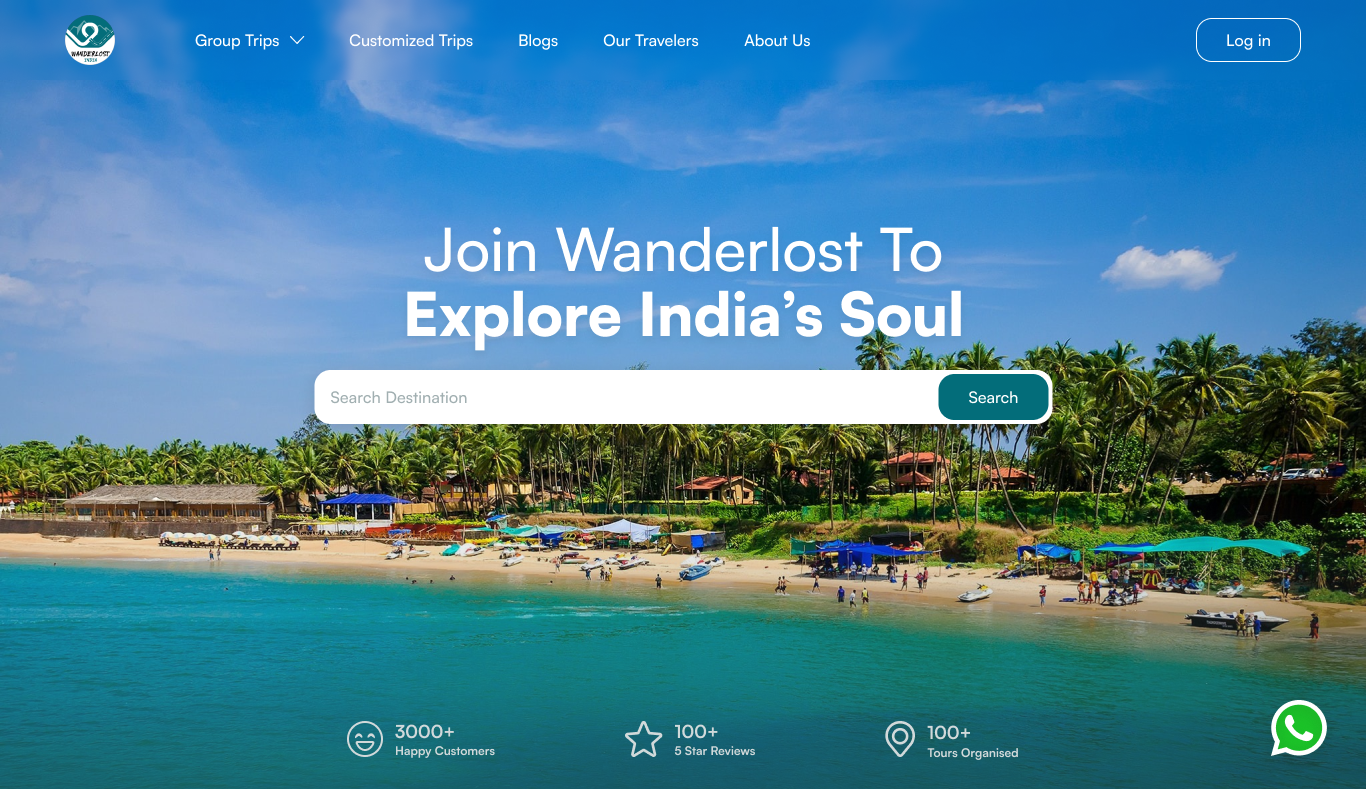 WANDERLOST
INDIA
Group Trips
Customized Trips
Blogs
Our Travelers
About Us
Log in
Join Wanderlost To
Explore India’s Soul
Search Destination
Search
3000+
Happy Customers
100+
5 Star Reviews
100+
Tours Organised